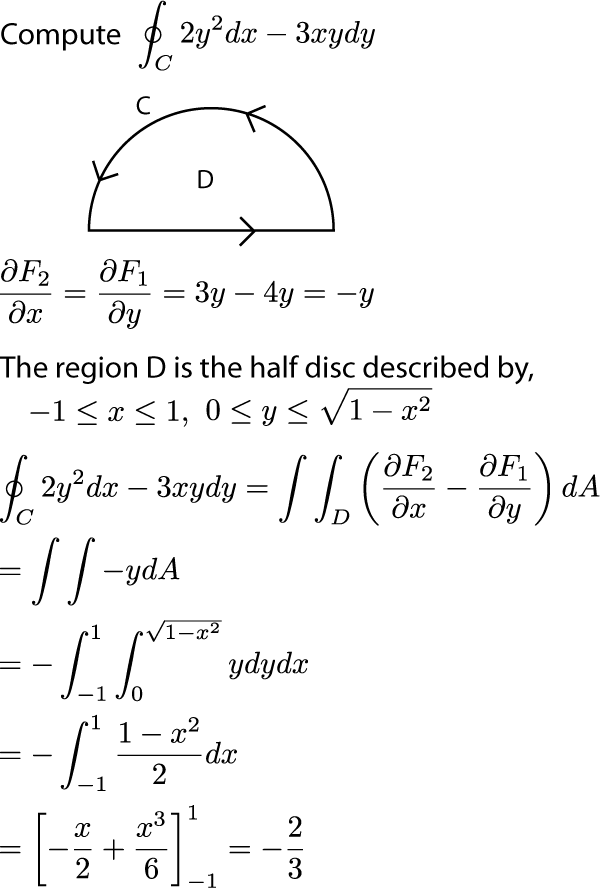 Compute $\oint_C 2y^2dx - 3xydy$
C
D
$\frac{\partial F_2}{\partial x} = \frac{\partial F_1}{\partial y} = 3y - 4y = -y$
The region D is the half disc described by,
$-1 \leq x \leq 1,\ 0 \leq y \leq \sqrt{1 - x^2}$
$\oint_C 2y^2dx - 3xydy = \int\int_D \left(\frac{\partial F_2}{\partial x} - \frac{\partial F_1}{\partial y}\right) dA$
$= \int\int -ydA$
$= -\int_{-1}^{1}\int_0^{\sqrt{1-x^2}} ydydx$
$= -\int_{-1}^{1} \frac{1 - x^2}{2}dx$
$= \left[-\frac{x}{2} + \frac{x^3}{6}\right]_{-1}^{1} = -\frac{2}{3}$